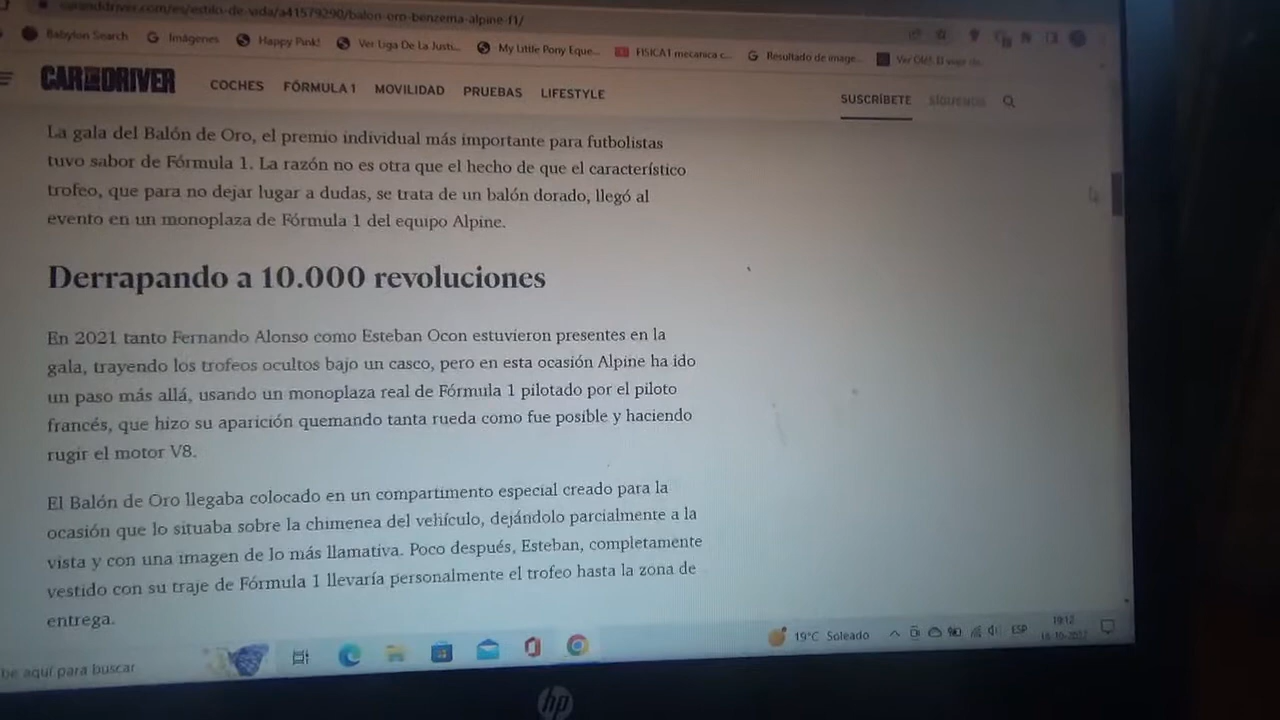 caranddriver.com/es/estilo-de-vida/a41579290/balon-oro-benzema-alpine-f1/
Babylon Search Imágenes Happy Pink! Ver Liga De La Justi... My Little Pony Eque... FISICA1 mecanica c... Resultado de image...
CAR AND DRIVER COCHES FÓRMULA 1 MOVILIDAD PRUEBAS LIFESTYLE SUSCRÍBETE SÍGUENOS
La gala del Balón de Oro, el premio individual más importante para futbolistas
tuvo sabor de Fórmula 1. La razón no es otra que el hecho de que el característico
trofeo, que para no dejar lugar a dudas, se trata de un balón dorado, llegó al
evento en un monoplaza de Fórmula 1 del equipo Alpine.
Derrapando a 10.000 revoluciones
En 2021 tanto Fernando Alonso como Esteban Ocon estuvieron presentes en la
gala, trayendo los trofeos ocultos bajo un casco, pero en esta ocasión Alpine ha ido
un paso más allá, usando un monoplaza real de Fórmula 1 pilotado por el piloto
francés, que hizo su aparición quemando tanta rueda como fue posible y haciendo
rugir el motor V8.
El Balón de Oro llegaba colocado en un compartimento especial creado para la
ocasión que lo situaba sobre la chimenea del vehículo, dejándolo parcialmente a la
vista y con una imagen de lo más llamativa. Poco después, Esteban, completamente
vestido con su traje de Fórmula 1 llevaría personalmente el trofeo hasta la zona de
entrega.
be aquí para buscar 19°C Soleado ESP 19:12
hp